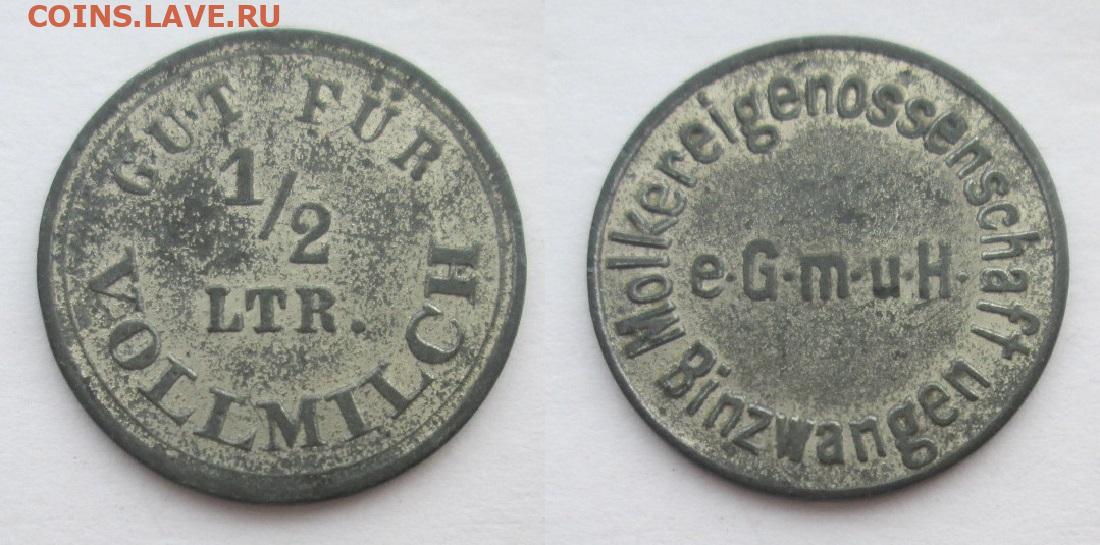 COINS.LAVE.RU
GUT FÜR
1/2
LTR.
VOLLMILCH
Molkereigenossenschaft
e.G.m.u.H.
Binzwangen